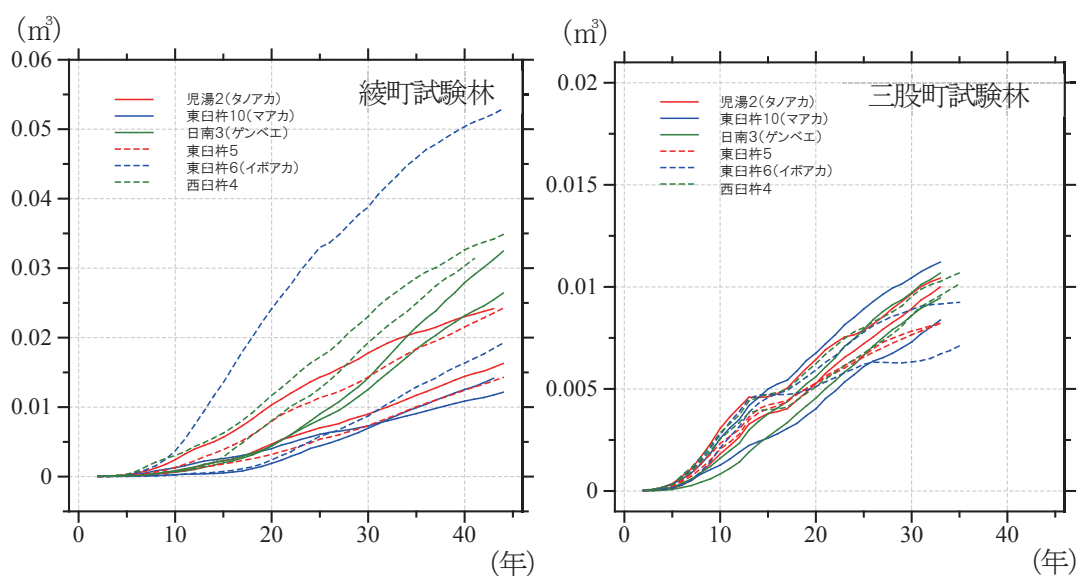 (m³)
0.06
0.05
0.04
0.03
0.02
0.01
0
0 10 20 30 40
(年)
綾町試験林
児湯2(タノアカ)
東臼杵10(マアカ)
日南3(ゲンベエ)
東臼杵5
東臼杵6(イボアカ)
西臼杵4
(m³)
0.02
0.015
0.01
0.005
0
0 10 20 30 40
(年)
三股町試験林
児湯2(タノアカ)
東臼杵10(マアカ)
日南3(ゲンベエ)
東臼杵5
東臼杵6(イボアカ)
西臼杵4